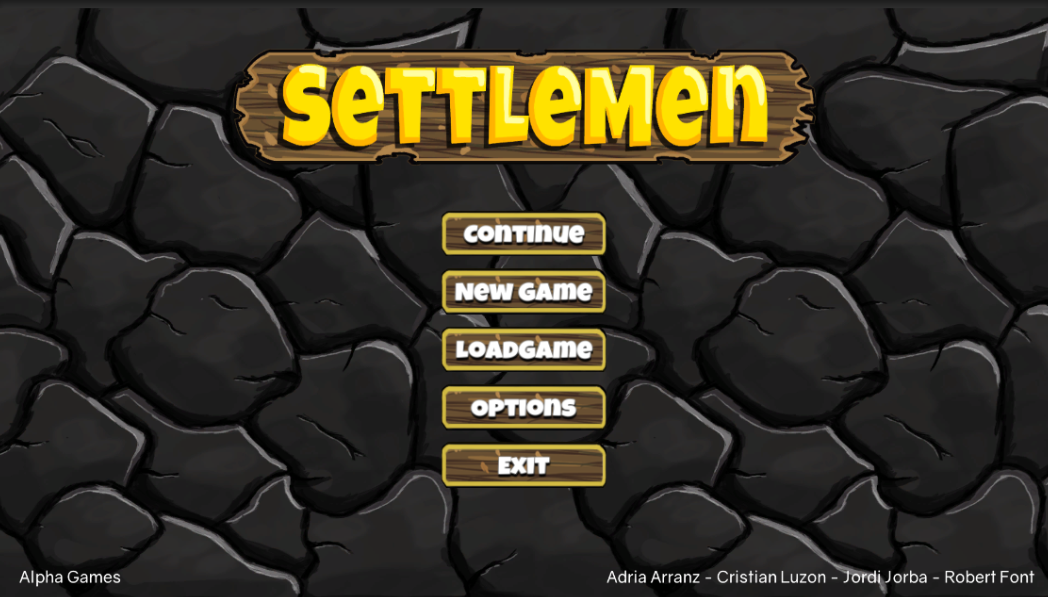 SETTLEMEN
CONTINUE
NEW GAME
LOADGAME
OPTIONS
EXIT
Alpha Games
Adria Arranz - Cristian Luzon - Jordi Jorba - Robert Font